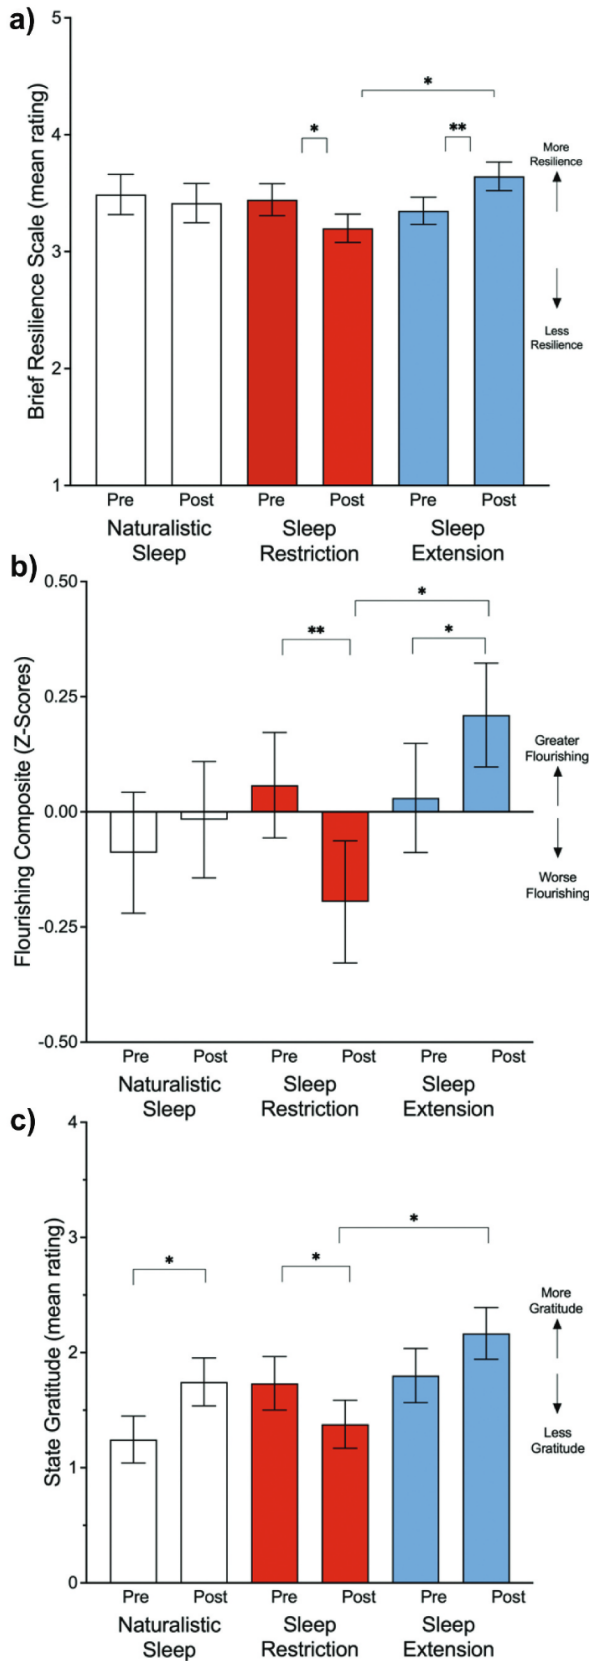 a)
Brief Resilience Scale (mean rating)
5
4
3
2
1
*
*
**
More
Resilience
Less
Resilience
Pre
Post
Pre
Post
Pre
Post
Naturalistic
Sleep
Sleep
Restriction
Sleep
Extension
b)
Flourishing Composite (Z-Scores)
0.50
0.25
0.00
-0.25
-0.50
*
**
*
Greater
Flourishing
Worse
Flourishing
Pre
Post
Pre
Post
Pre
Post
Naturalistic
Sleep
Sleep
Restriction
Sleep
Extension
c)
State Gratitude (mean rating)
4
3
2
1
0
*
*
*
More
Gratitude
Less
Gratitude
Pre
Post
Pre
Post
Pre
Post
Naturalistic
Sleep
Sleep
Restriction
Sleep
Extension